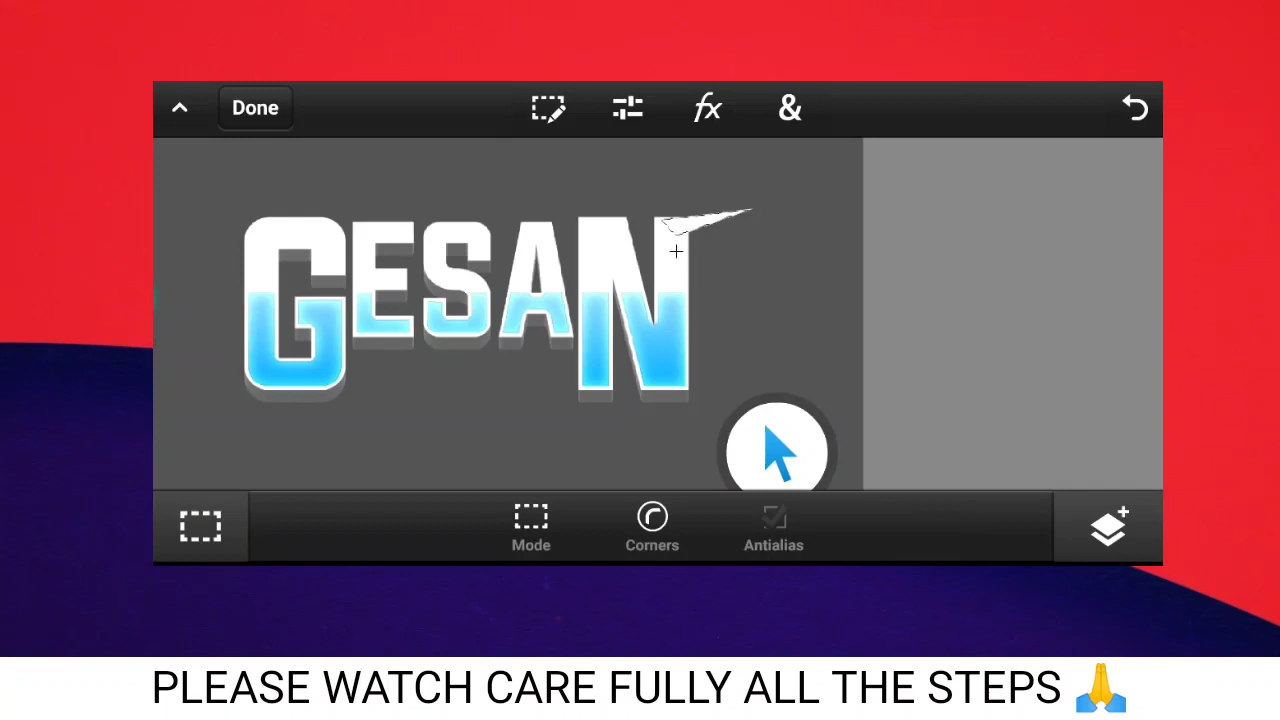 Done
fx
&
GESAN
Mode
Corners
Antialias
PLEASE WATCH CARE FULLY ALL THE STEPS 🙏